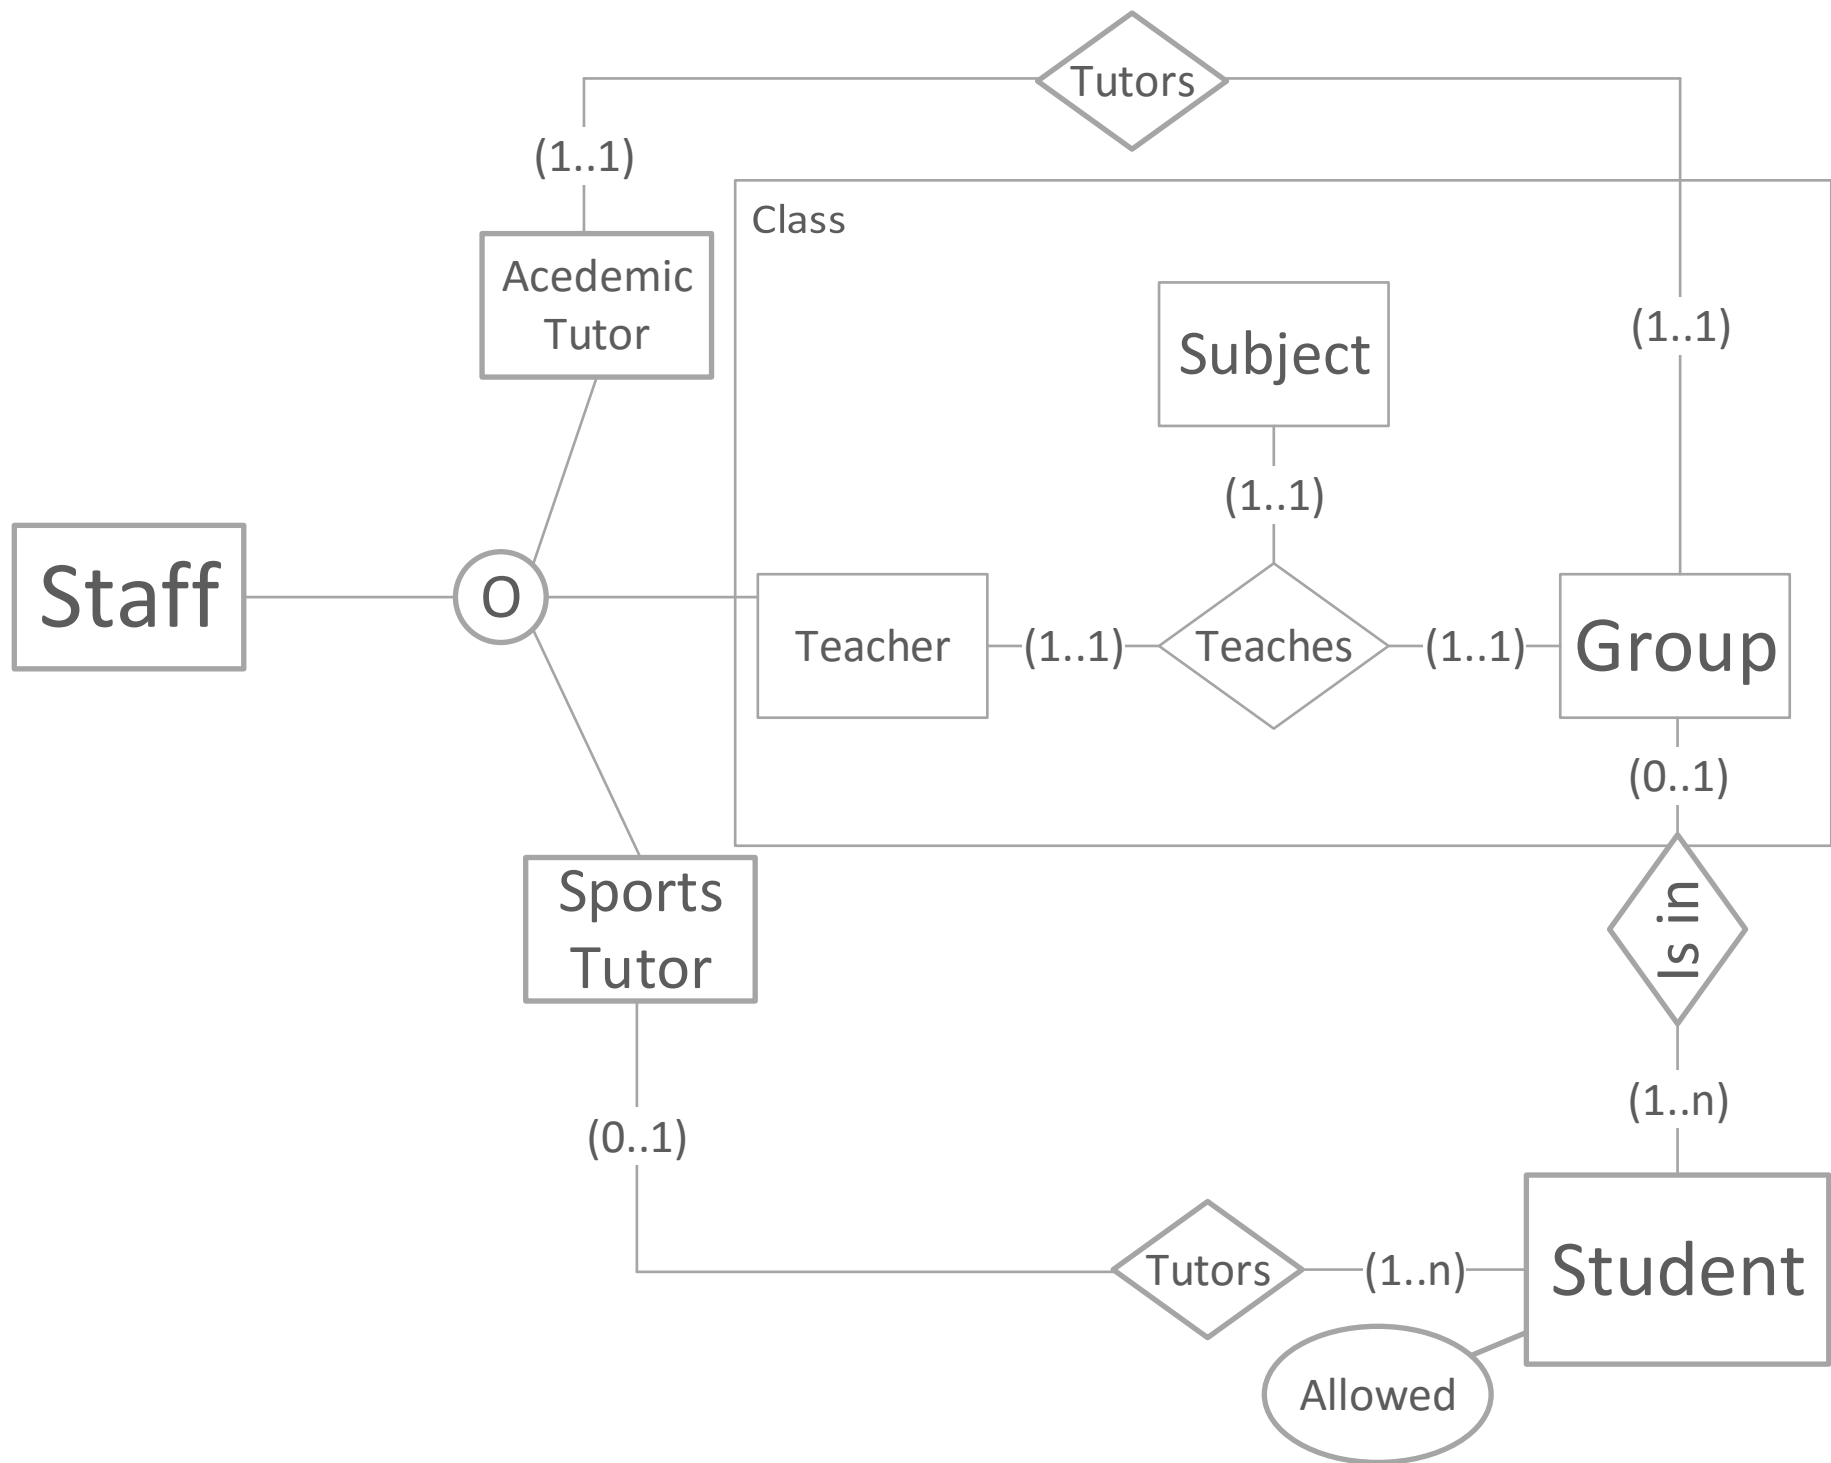 Tutors
(1..1)
Class
Acedemic
Tutor
Subject
(1..1)
(1..1)
Staff
O
Teacher
(1..1)
Teaches
(1..1)
Group
(0..1)
Sports
Tutor
Is in
(1..n)
(0..1)
Tutors
(1..n)
Student
Allowed